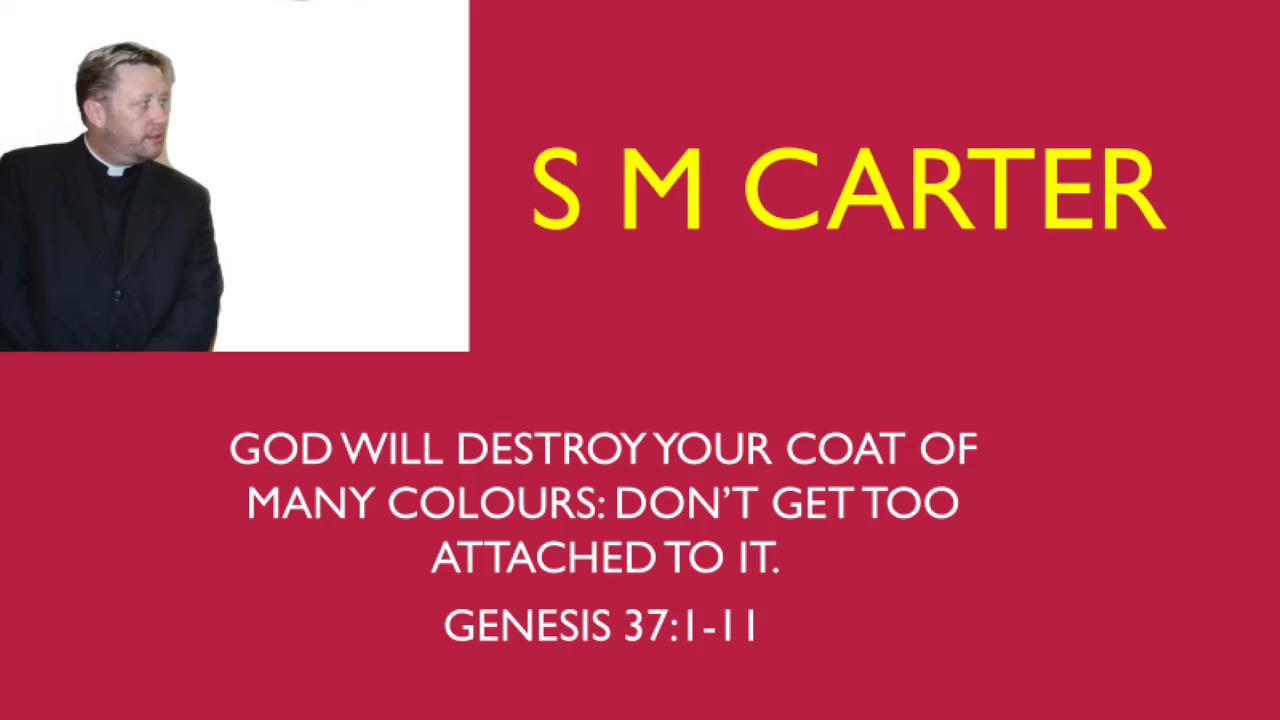 S M CARTER
GOD WILL DESTROY YOUR COAT OF
MANY COLOURS: DON’T GET TOO
ATTACHED TO IT.
GENESIS 37:1-11